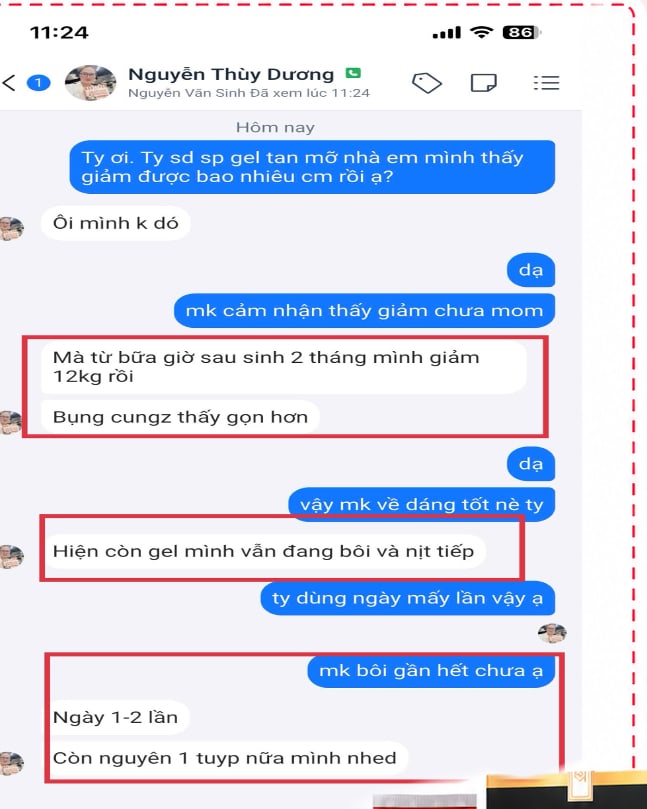 11:24
86
1
Nguyễn Thùy Dương
Nguyễn Văn Sinh Đã xem lúc 11:24
Hôm nay
Ty ơi. Ty sd sp gel tan mỡ nhà em mình thấy
giảm được bao nhiêu cm rồi ạ?
Ôi mình k dó
dạ
mk cảm nhận thấy giảm chưa mom
Mà từ bữa giờ sau sinh 2 tháng mình giảm
12kg rồi
Bụng cungz thấy gọn hơn
dạ
vậy mk về dáng tốt nè ty
Hiện còn gel mình vẫn đang bôi và nịt tiếp
ty dùng ngày mấy lần vậy ạ
mk bôi gần hết chưa ạ
Ngày 1-2 lần
Còn nguyên 1 tuyp nữa mình nhed